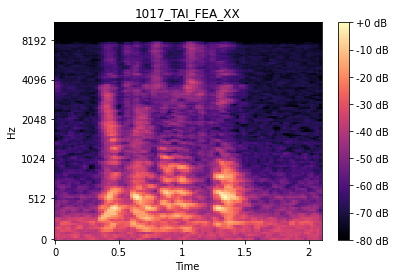 1017_TAI_FEA_XX
+0 dB
8192
-10 dB
4096
-20 dB
-30 dB
2048
Hz
-40 dB
1024
-50 dB
512
-60 dB
-70 dB
0
-80 dB
0 0.5 1 1.5 2
Time